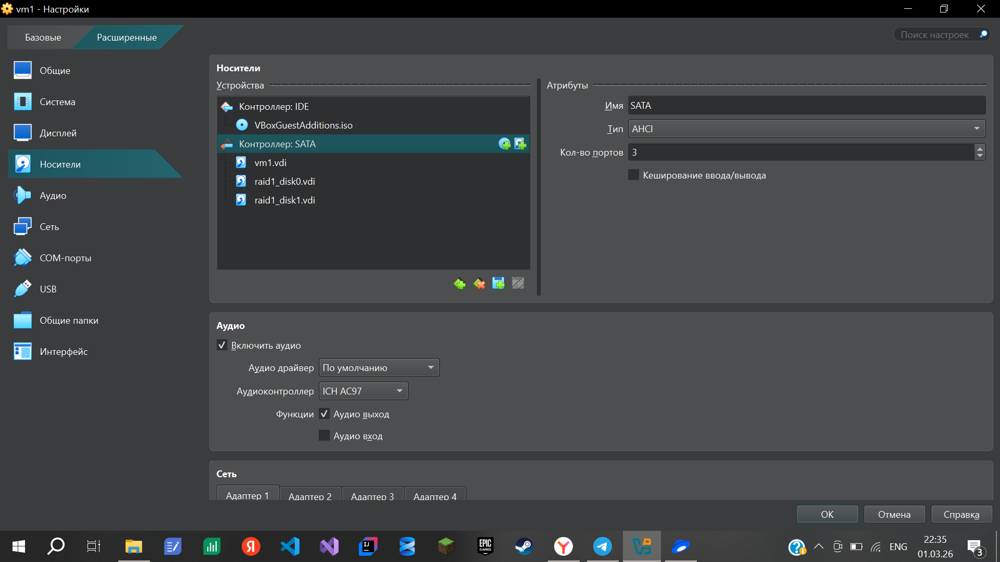 vm1 - Настройки
Базовые
Расширенные
Поиск настроек
Общие
Система
Дисплей
Носители
Аудио
Сеть
COM-порты
USB
Общие папки
Интерфейс
Носители
Устройства
Контроллер: IDE
VBoxGuestAdditions.iso
Контроллер: SATA
vm1.vdi
raid1_disk0.vdi
raid1_disk1.vdi
Атрибуты
Имя SATA
Тип AHCI
Кол-во портов 3
Кеширование ввода/вывода
Аудио
Включить аудио
Аудио драйвер По умолчанию
Аудиоконтроллер ICH AC97
Функции Аудио выход
Аудио вход
Сеть
Адаптер 1 Адаптер 2 Адаптер 3 Адаптер 4
ОК Отмена Справка
Я IJ EPIC GAMES Y
ENG
22:35
01.03.26
3